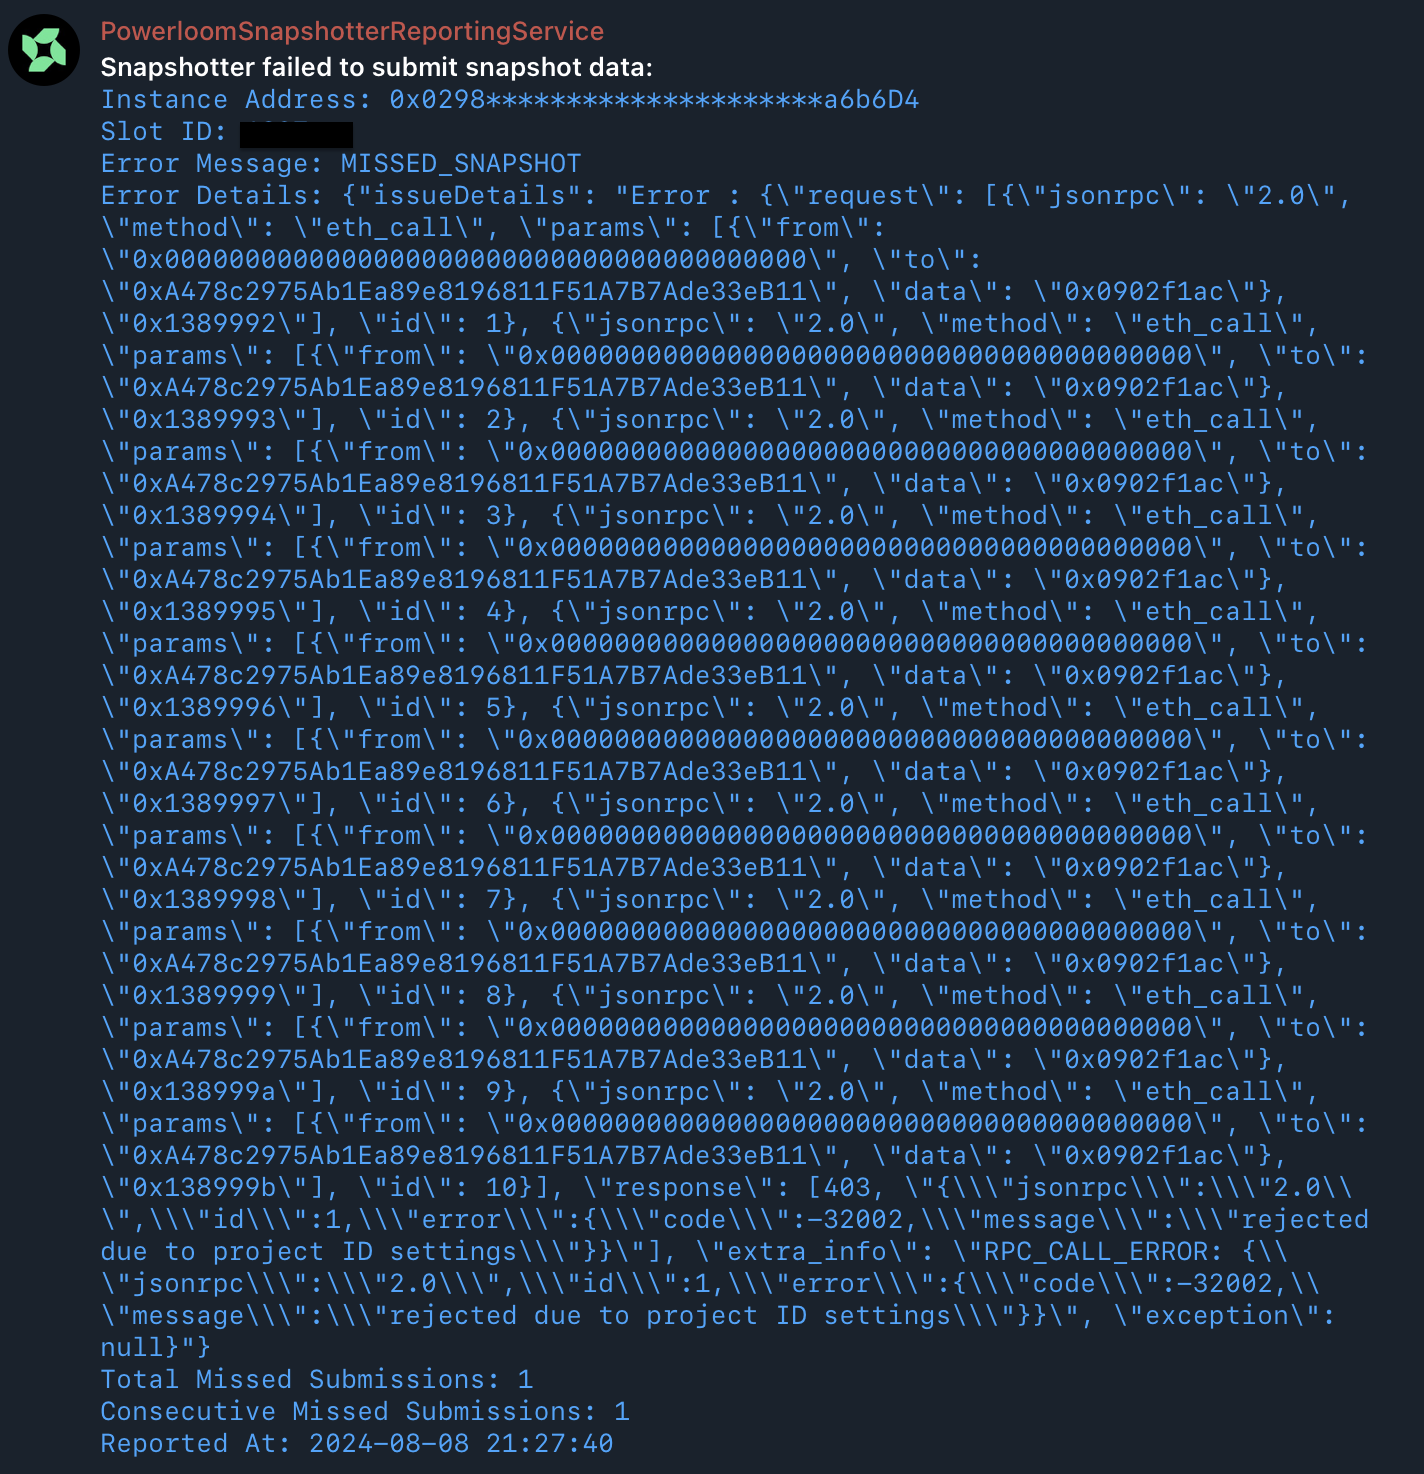 PowerloomSnapshotterReportingService
Snapshotter failed to submit snapshot data:
Instance Address: 0x0298*********************a6b6D4
Slot ID:
Error Message: MISSED_SNAPSHOT
Error Details: {"issueDetails": "Error : {\"request\": [{\"jsonrpc\": \"2.0\",
\"method\": \"eth_call\", \"params\": [{\"from\":
\"0x0000000000000000000000000000000000000000\", \"to\":
\"0xA478c2975Ab1Ea89e8196811F51A7B7Ade33eB11\", \"data\": \"0x0902f1ac\"},
\"0x1389992\"], \"id\": 1}, {\"jsonrpc\": \"2.0\", \"method\": \"eth_call\",
\"params\": [{\"from\": \"0x0000000000000000000000000000000000000000\", \"to\":
\"0xA478c2975Ab1Ea89e8196811F51A7B7Ade33eB11\", \"data\": \"0x0902f1ac\"},
\"0x1389993\"], \"id\": 2}, {\"jsonrpc\": \"2.0\", \"method\": \"eth_call\",
\"params\": [{\"from\": \"0x0000000000000000000000000000000000000000\", \"to\":
\"0xA478c2975Ab1Ea89e8196811F51A7B7Ade33eB11\", \"data\": \"0x0902f1ac\"},
\"0x1389994\"], \"id\": 3}, {\"jsonrpc\": \"2.0\", \"method\": \"eth_call\",
\"params\": [{\"from\": \"0x0000000000000000000000000000000000000000\", \"to\":
\"0xA478c2975Ab1Ea89e8196811F51A7B7Ade33eB11\", \"data\": \"0x0902f1ac\"},
\"0x1389995\"], \"id\": 4}, {\"jsonrpc\": \"2.0\", \"method\": \"eth_call\",
\"params\": [{\"from\": \"0x0000000000000000000000000000000000000000\", \"to\":
\"0xA478c2975Ab1Ea89e8196811F51A7B7Ade33eB11\", \"data\": \"0x0902f1ac\"},
\"0x1389996\"], \"id\": 5}, {\"jsonrpc\": \"2.0\", \"method\": \"eth_call\",
\"params\": [{\"from\": \"0x0000000000000000000000000000000000000000\", \"to\":
\"0xA478c2975Ab1Ea89e8196811F51A7B7Ade33eB11\", \"data\": \"0x0902f1ac\"},
\"0x1389997\"], \"id\": 6}, {\"jsonrpc\": \"2.0\", \"method\": \"eth_call\",
\"params\": [{\"from\": \"0x0000000000000000000000000000000000000000\", \"to\":
\"0xA478c2975Ab1Ea89e8196811F51A7B7Ade33eB11\", \"data\": \"0x0902f1ac\"},
\"0x1389998\"], \"id\": 7}, {\"jsonrpc\": \"2.0\", \"method\": \"eth_call\",
\"params\": [{\"from\": \"0x0000000000000000000000000000000000000000\", \"to\":
\"0xA478c2975Ab1Ea89e8196811F51A7B7Ade33eB11\", \"data\": \"0x0902f1ac\"},
\"0x1389999\"], \"id\": 8}, {\"jsonrpc\": \"2.0\", \"method\": \"eth_call\",
\"params\": [{\"from\": \"0x0000000000000000000000000000000000000000\", \"to\":
\"0xA478c2975Ab1Ea89e8196811F51A7B7Ade33eB11\", \"data\": \"0x0902f1ac\"},
\"0x138999a\"], \"id\": 9}, {\"jsonrpc\": \"2.0\", \"method\": \"eth_call\",
\"params\": [{\"from\": \"0x0000000000000000000000000000000000000000\", \"to\":
\"0xA478c2975Ab1Ea89e8196811F51A7B7Ade33eB11\", \"data\": \"0x0902f1ac\"},
\"0x138999b\"], \"id\": 10}], \"response\": [403, \"{\\\"jsonrpc\\\":\\\"2.0\\
\",\\\"id\\\":1,\\\"error\\\":{\\\"code\\\":-32002,\\\"message\\\":\\\"rejected
due to project ID settings\\\"}}\"], \"extra_info\": \"RPC_CALL_ERROR: {\\
\"jsonrpc\\\":\\\"2.0\\\",\\\"id\\\":1,\\\"error\\\":{\\\"code\\\":-32002,\\
\"message\\\":\\\"rejected due to project ID settings\\\"}}\", \"exception\":
null}"}
Total Missed Submissions: 1
Consecutive Missed Submissions: 1
Reported At: 2024-08-08 21:27:40